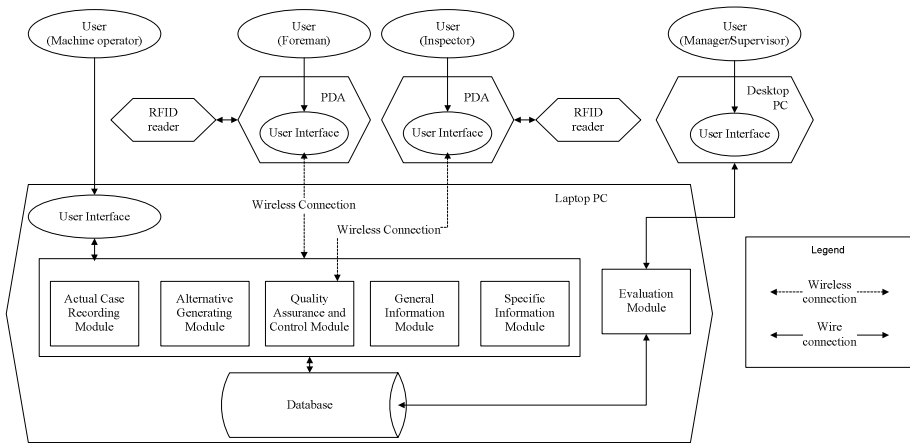 User
(Machine operator)
User
(Foreman)
User
(Inspector)
User
(Manager/Supervisor)
PDA
PDA
Desktop
PC
RFID
reader
User Interface
User Interface
RFID
reader
User Interface
Laptop PC
User Interface
Wireless Connection
Wireless Connection
Legend
Wireless
connection
Wire
connection
Actual Case
Recording
Module
Alternative
Generating Module
Quality
Assurance and
Control Module
General
Information
Module
Specific
Information
Module
Evaluation
Module
Database